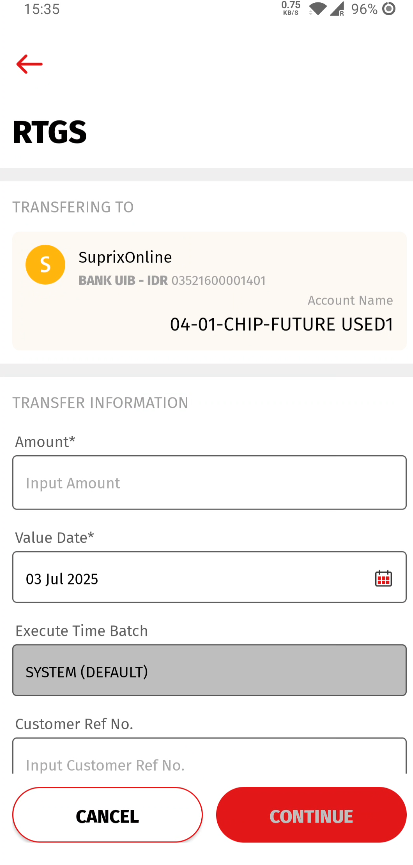 15:35
0.75
KB/S
R
96%
RTGS
TRANSFERING TO
S
SuprixOnline
BANK UIB - IDR 03521600001401
Account Name
04-01-CHIP-FUTURE USED1
TRANSFER INFORMATION
Amount*
Input Amount
Value Date*
03 Jul 2025
Execute Time Batch
SYSTEM (DEFAULT)
Customer Ref No.
Input Customer Ref No.
CANCEL
CONTINUE